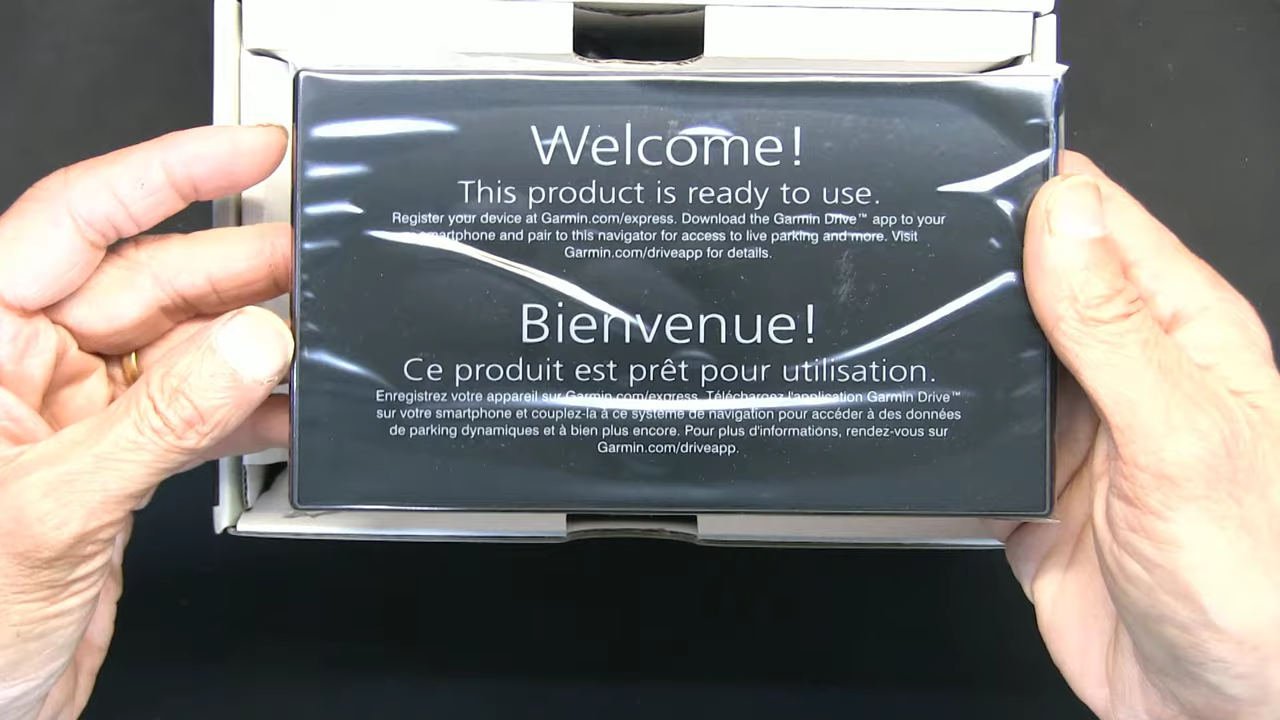 Welcome!
This product is ready to use.
Register your device at Garmin.com/express. Download the Garmin Drive™ app to your
smartphone and pair to this navigator for access to live parking and more. Visit
Garmin.com/driveapp for details.
Bienvenue!
Ce produit est prêt pour utilisation.
Enregistrez votre appareil sur Garmin.com/express. Téléchargez l'application Garmin Drive™
sur votre smartphone et couplez-la à ce système de navigation pour accéder à des données
de parking dynamiques et à bien plus encore. Pour plus d'informations, rendez-vous sur
Garmin.com/driveapp.